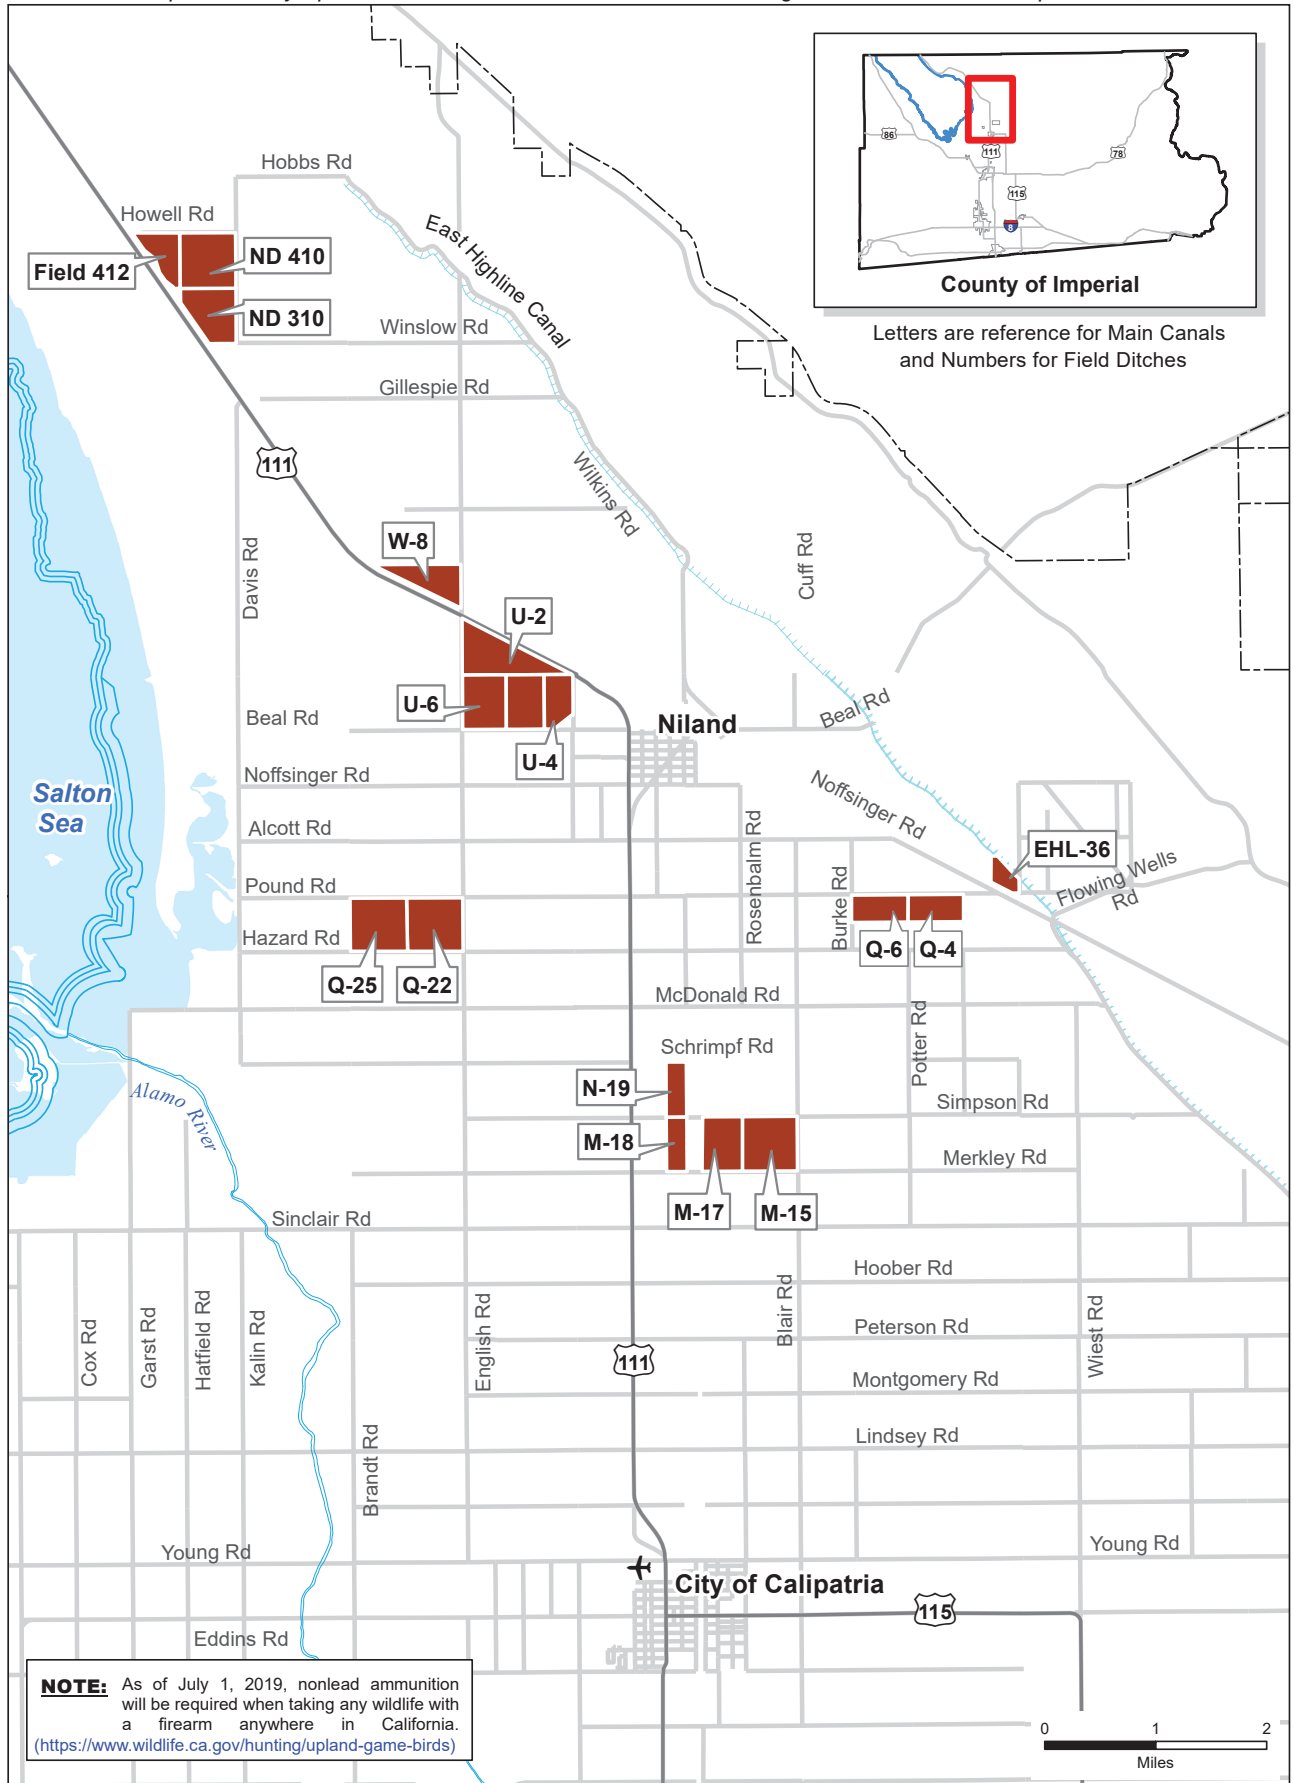 86
111
78
115
8
County of Imperial
Letters are reference for Main Canals
and Numbers for Field Ditches
Hobbs Rd
Howell Rd
East Highline Canal
Field 412
ND 410
ND 310
Winslow Rd
Gillespie Rd
111
Wilkins Rd
W-8
Cuff Rd
Davis Rd
U-2
U-6
Beal Rd
Niland
Beal Rd
U-4
Noffsinger Rd
Noffsinger Rd
Salton
Sea
Alcott Rd
Rosenbalm Rd
EHL-36
Flowing Wells
Rd
Pound Rd
Burke Rd
Hazard Rd
Q-6
Q-4
Q-25
Q-22
McDonald Rd
Potter Rd
Schrimpf Rd
N-19
Alamo River
Simpson Rd
M-18
Merkley Rd
M-17
M-15
Sinclair Rd
Hoober Rd
Cox Rd
Garst Rd
Hatfield Rd
Kalin Rd
English Rd
Blair Rd
Wiest Rd
Peterson Rd
111
Montgomery Rd
Brandt Rd
Lindsey Rd
Young Rd
Young Rd
City of Calipatria
115
Eddins Rd
NOTE: As of July 1, 2019, nonlead ammunition
will be required when taking any wildlife with
a firearm anywhere in California.
(https://www.wildlife.ca.gov/hunting/upland-game-birds)
0 1 2
Miles